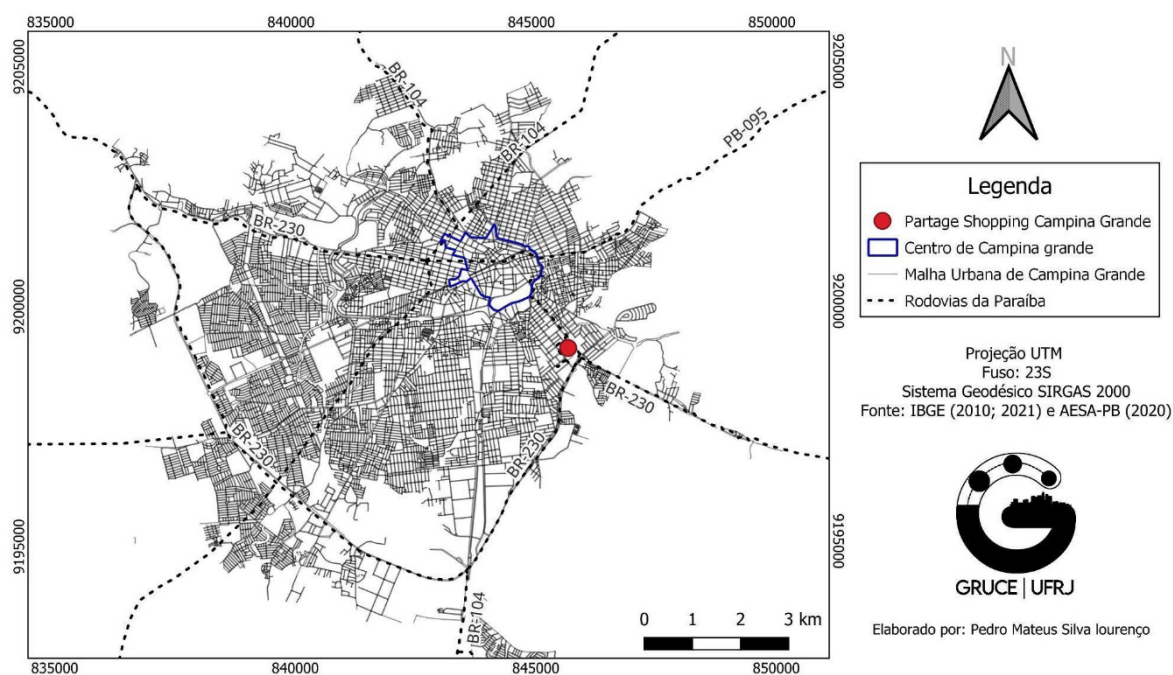 835000
840000
845000
850000
9205000
9205000
BR-104
BR-104
PB-095
BR-230
9200000
9200000
BR-230
BR-230
BR-230
9195000
9195000
BR-104
0 1 2 3 km
835000
840000
845000
850000
N
Legenda
Partage Shopping Campina Grande
Centro de Campina grande
Malha Urbana de Campina Grande
Rodovias da Paraíba
Projeção UTM
Fuso: 23S
Sistema Geodésico SIRGAS 2000
Fonte: IBGE (2010; 2021) e AESA-PB (2020)
GRUCE | UFRJ
Elaborado por: Pedro Mateus Silva lourenço